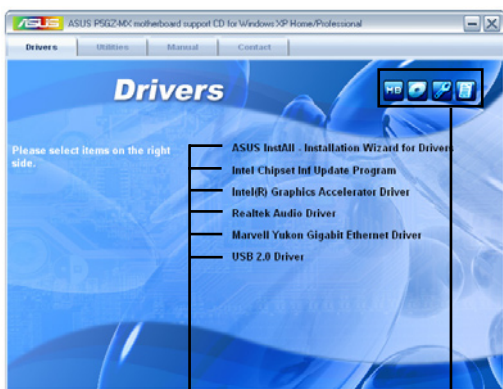 ASUS ASUS P5GZ-MX motherboard support CD for Windows XP Home/Professional
Drivers Utilities Manual Contact
Drivers
MB
Please select items on the right side.
ASUS InstAll - Installation Wizard for Drivers
Intel Chipset Inf Update Program
Intel(R) Graphics Accelerator Driver
Realtek Audio Driver
Marvell Yukon Gigabit Ethernet Driver
USB 2.0 Driver